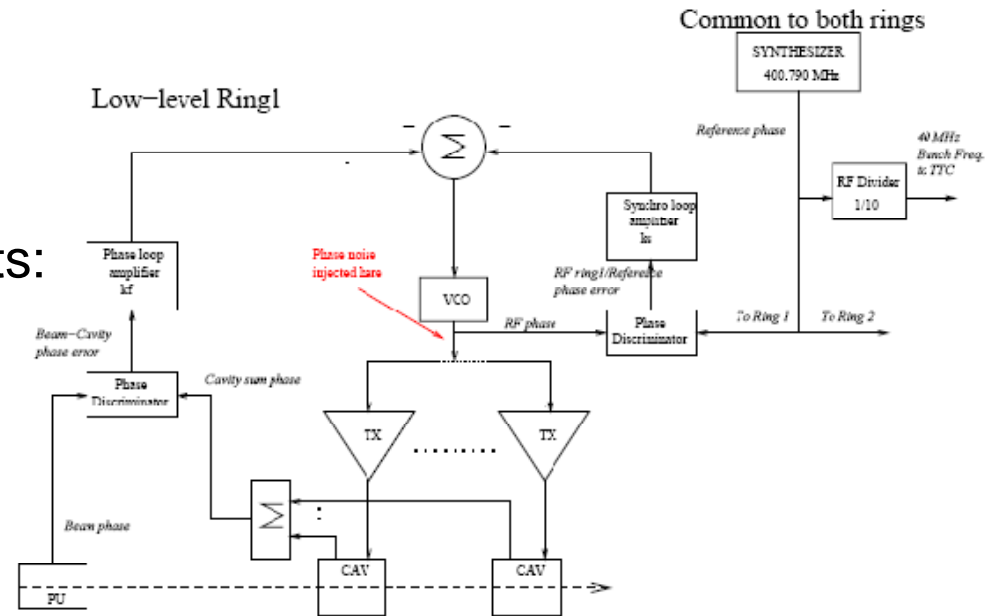 Common to both rings
SYNTHESIZER
400.790 MHz
Low-level Ring1
Reference phase
40 MHz
Bunch Freq.
to TTC
RF Divider
1/10
Σ
Synchro loop
amplifier
ks
Phase loop
amplifier
kf
ts:
Phase noise
injected here
RF ring1/Reference
phase error
VCO
RF phase
Phase
Discriminator
To Ring 1
To Ring 2
Beam-Cavity
phase error
Phase
Discriminator
Cavity sum phase
TX
TX
Σ
Beam phase
CAV
CAV
PU